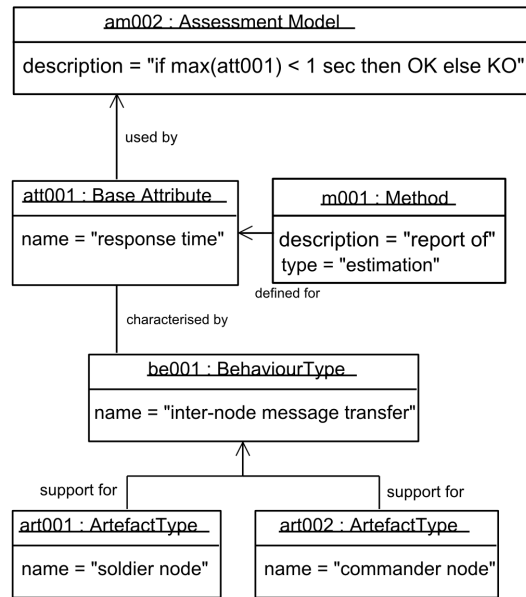 am002 : Assessment Model
description = "if max(att001) < 1 sec then OK else KO"
used by
att001 : Base Attribute
name = "response time"
m001 : Method
description = "report of"
type = "estimation"
defined for
characterised by
be001 : BehaviourType
name = "inter-node message transfer"
support for
support for
art001 : ArtefactType
name = "soldier node"
art002 : ArtefactType
name = "commander node"